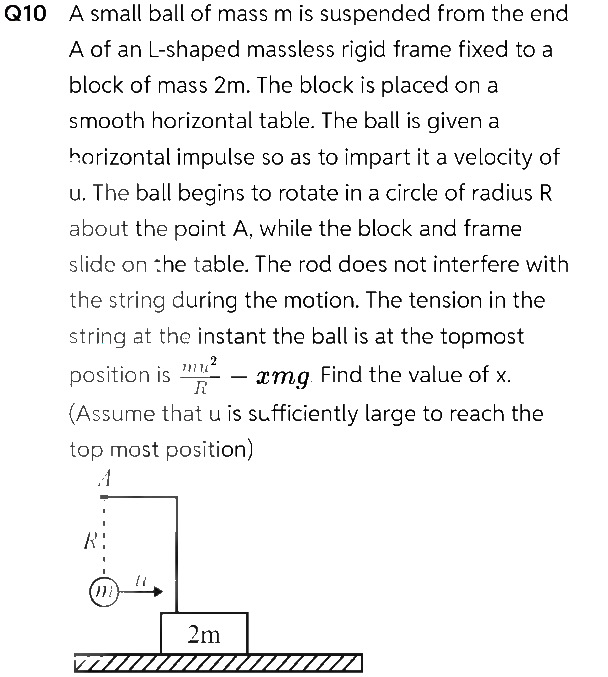 Q10 A small ball of mass m is suspended from the end
A of an L-shaped massless rigid frame fixed to a
block of mass 2m. The block is placed on a
smooth horizontal table. The ball is given a
horizontal impulse so as to impart it a velocity of
u. The ball begins to rotate in a circle of radius R
about the point A, while the block and frame
slide on the table. The rod does not interfere with
the string during the motion. The tension in the
string at the instant the ball is at the topmost
position is mu²/R − xmg. Find the value of x.
(Assume that u is sufficiently large to reach the
top most position)
A
R
m u
2m